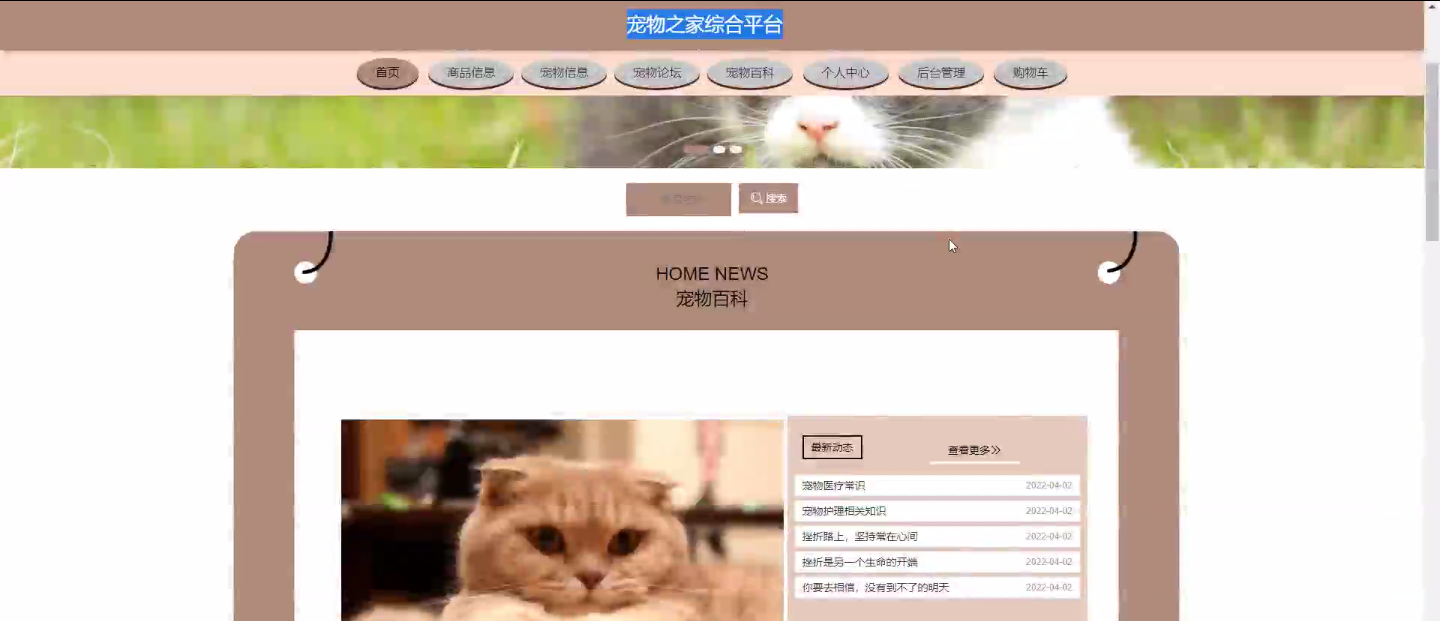 宠物之家综合平台
首页 商品信息 宠物信息 宠物论坛 宠物百科 个人中心 后台管理 购物车
搜索
HOME NEWS
宠物百科
最新动态 查看更多
宠物医疗常识 2022-04-02
宠物护理相关知识 2022-04-02
挫折路上，坚持常在心间 2022-04-02
挫折是另一个生命的开端 2022-04-02
你要去相信，没有到不了的明天 2022-04-02